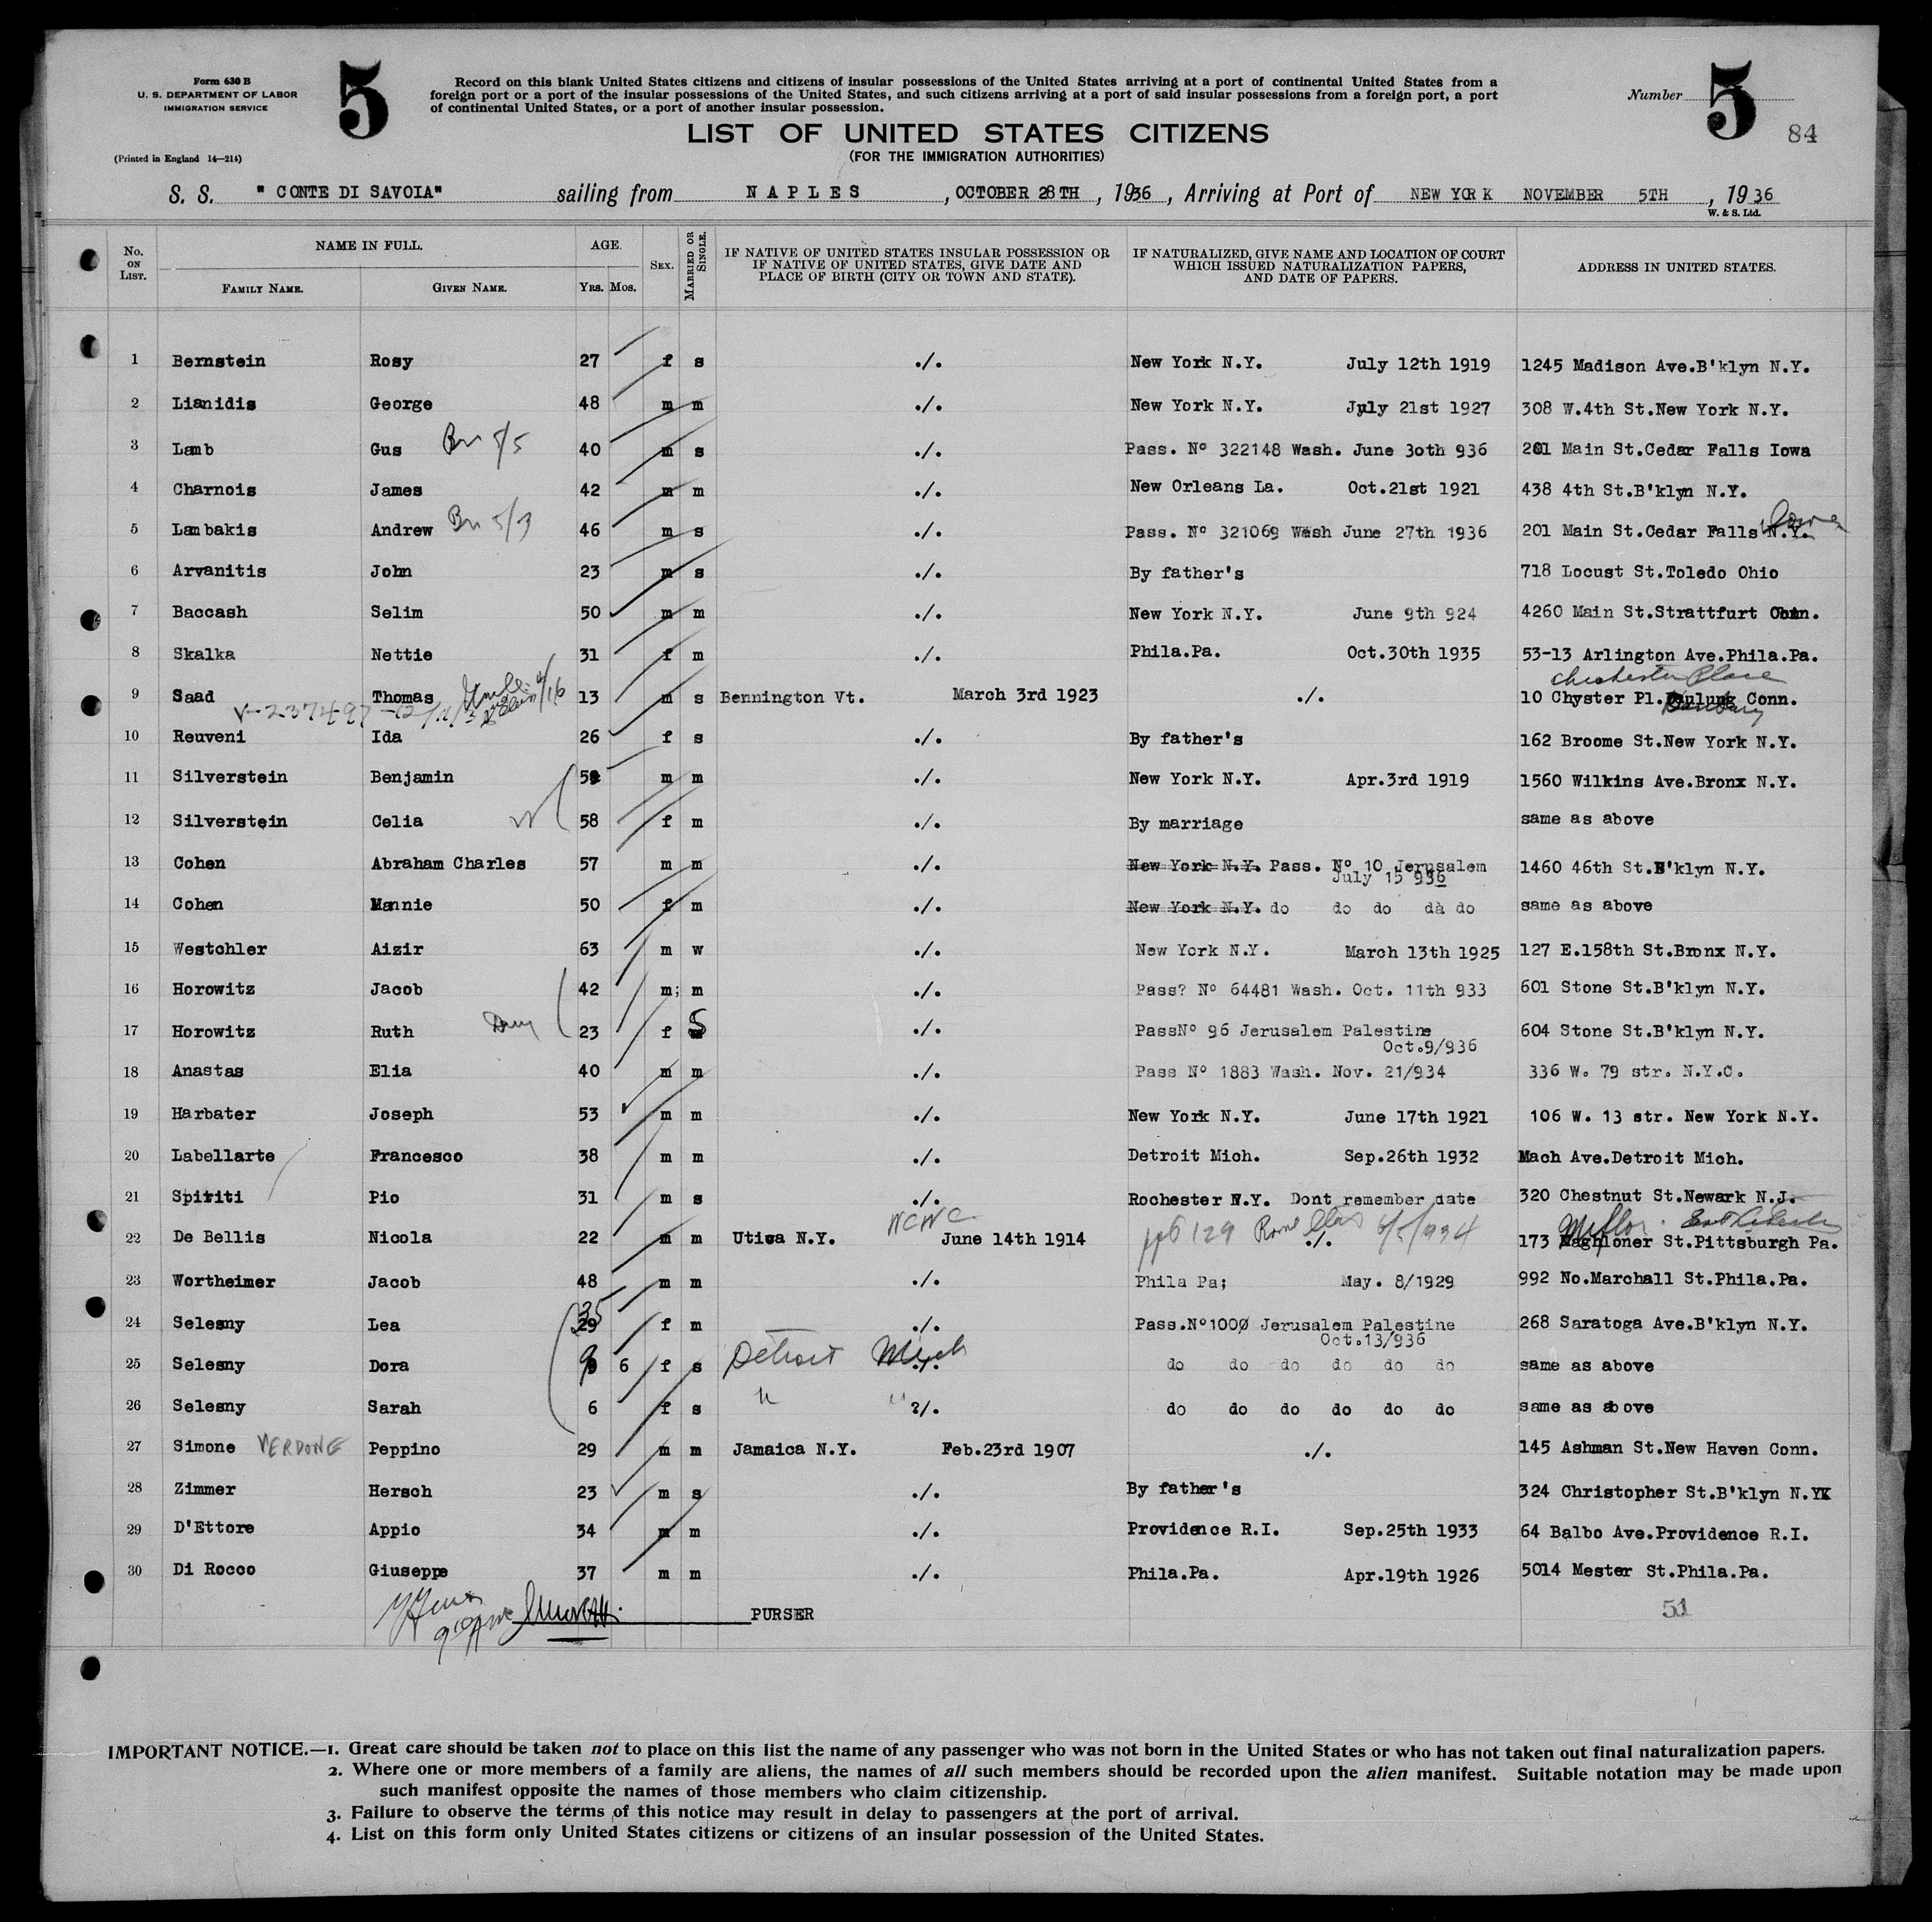 Form 630 B
U. S. DEPARTMENT OF LABOR
IMMIGRATION SERVICE
(Printed in England 14—214)
5
Record on this blank United States citizens and citizens of insular possessions of the United States arriving at a port of continental United States from a
foreign port or a port of the insular possessions of the United States, and such citizens arriving at a port of said insular possessions from a foreign port, a port
of continental United States, or a port of another insular possession.
Number 5
84
LIST OF UNITED STATES CITIZENS
(FOR THE IMMIGRATION AUTHORITIES)
S. S. " CONTE DI SAVOIA" sailing from NAPLES , OCTOBER 28TH , 1936 , Arriving at Port of NEW YORK NOVEMBER 5TH , 1936
W. & S. Ltd.
No. ON LIST. NAME IN FULL. FAMILY NAME. GIVEN NAME. AGE. YRS. MOS. SEX. MARRIED OR SINGLE. IF NATIVE OF UNITED STATES INSULAR POSSESSION OR IF NATIVE OF UNITED STATES, GIVE DATE AND PLACE OF BIRTH (CITY OR TOWN AND STATE). IF NATURALIZED, GIVE NAME AND LOCATION OF COURT WHICH ISSUED NATURALIZATION PAPERS, AND DATE OF PAPERS. ADDRESS IN UNITED STATES.
1 Bernstein Rosy 27 f s ./. New York N.Y. July 12th 1919 1245 Madison Ave.B'klyn N.Y.
2 Lianidis George 48 m m ./. New York N.Y. July 21st 1927 308 W.4th St.New York N.Y.
3 Lamb Gus 5/5 40 m s ./. Pass. Nº 322148 Wash. June 3oth 936 201 Main St.Cedar Falls Iowa
4 Charnois James 42 m m ./. New Orleans La. Oct.21st 1921 438 4th St.B'klyn N.Y.
5 Lambakis Andrew 5/3 46 m s ./. Pass. Nº 321069 Wash June 27th 1936 201 Main St.Cedar Falls N.Y. Iowa
6 Arvanitis John 23 m s ./. By father's 718 Locust St.Toledo Ohio
7 Baccash Selim 50 m m ./. New York N.Y. June 9th 924 4260 Main St.Strattfurt Conn.
8 Skalka Nettie 31 f m ./. Phila.Pa. Oct.30th 1935 53-13 Arlington Ave.Phila.Pa.
Chechester Place
9 Saad Thomas 13 m s Bennington Vt. March 3rd 1923 ./. 10 Chyster Pl. Conn.
Danbury
10 Reuveni Ida 26 f s ./. By father's 162 Broome St.New York N.Y.
11 Silverstein Benjamin m m ./. New York N.Y. Apr.3rd 1919 1560 Wilkins Ave.Bronx N.Y.
12 Silverstein Celia 58 f m ./. By marriage same as above
13 Cohen Abraham Charles 57 m m ./. New York N.Y. Pass. Nº 10 Jerusalem 1460 46th St.B'klyn N.Y.
July 15 936
14 Cohen Mannie 50 f m ./. New York N.Y. do do do dà do same as above
15 Westchler Aizir 63 m w ./. New York N.Y. March 13th 1925 127 E.158th St.Bronx N.Y.
16 Horowitz Jacob 42 m; m ./. Pass? Nº 64481 Wash. Oct. 11th 933 601 Stone St.B'klyn N.Y.
17 Horowitz Ruth 23 f S ./. PassNº 96 Jerusalem Palestine 604 Stone St.B'klyn N.Y.
Oct.9/936
18 Anastas Elia 40 m m ./. Pass Nº 1883 Wash. Nov. 21/934 336 W. 79 str. N.Y.C.
19 Harbater Joseph 53 m m ./. New York N.Y. June 17th 1921 106 W. 13 str. New York N.Y.
20 Labellarte Francesco 38 m m ./. Detroit Mich. Sep.26th 1932 Mach Ave.Detroit Mich.
21 Spiriti Pio 31 m s ./. Rochester N.Y. Dont remember date 320 Chestnut St.Newark N.J.
22 De Bellis Nicola 22 m m Utica N.Y. June 14th 1914 ./. 129 173 St.Pittsburgh Pa.
23 Wortheimer Jacob 48 m m ./. Phila Pa; May. 8/1929 992 No.Marchall St.Phila.Pa.
24 Selesny Lea 29 35 f m ./. Pass.Nº1000 Jerusalem Palestine 268 Saratoga Ave.B'klyn N.Y.
Oct.13/936
25 Selesny Dora 9 6 f s Detroit Mich ./. do do do do do do same as above
26 Selesny Sarah 6 f s " " ?/. do do do do do do same as above
27 Simone VERDONE Peppino 29 m m Jamaica N.Y. Feb.23rd 1907 ./. 145 Ashman St.New Haven Conn.
28 Zimmer Hersch 23 m s ./. By father's 324 Christopher St.B'klyn N.Y.
29 D'Ettore Appio 34 m m ./. Providence R.I. Sep.25th 1933 64 Balbo Ave.Providence R.I.
30 Di Rocco Giuseppe 37 m m ./. Phila.Pa. Apr.19th 1926 5014 Mester St.Phila.Pa.
PURSER
51
IMPORTANT NOTICE.—1. Great care should be taken not to place on this list the name of any passenger who was not born in the United States or who has not taken out final naturalization papers.
2. Where one or more members of a family are aliens, the names of all such members should be recorded upon the alien manifest. Suitable notation may be made upon
such manifest opposite the names of those members who claim citizenship.
3. Failure to observe the terms of this notice may result in delay to passengers at the port of arrival.
4. List on this form only United States citizens or citizens of an insular possession of the United States.